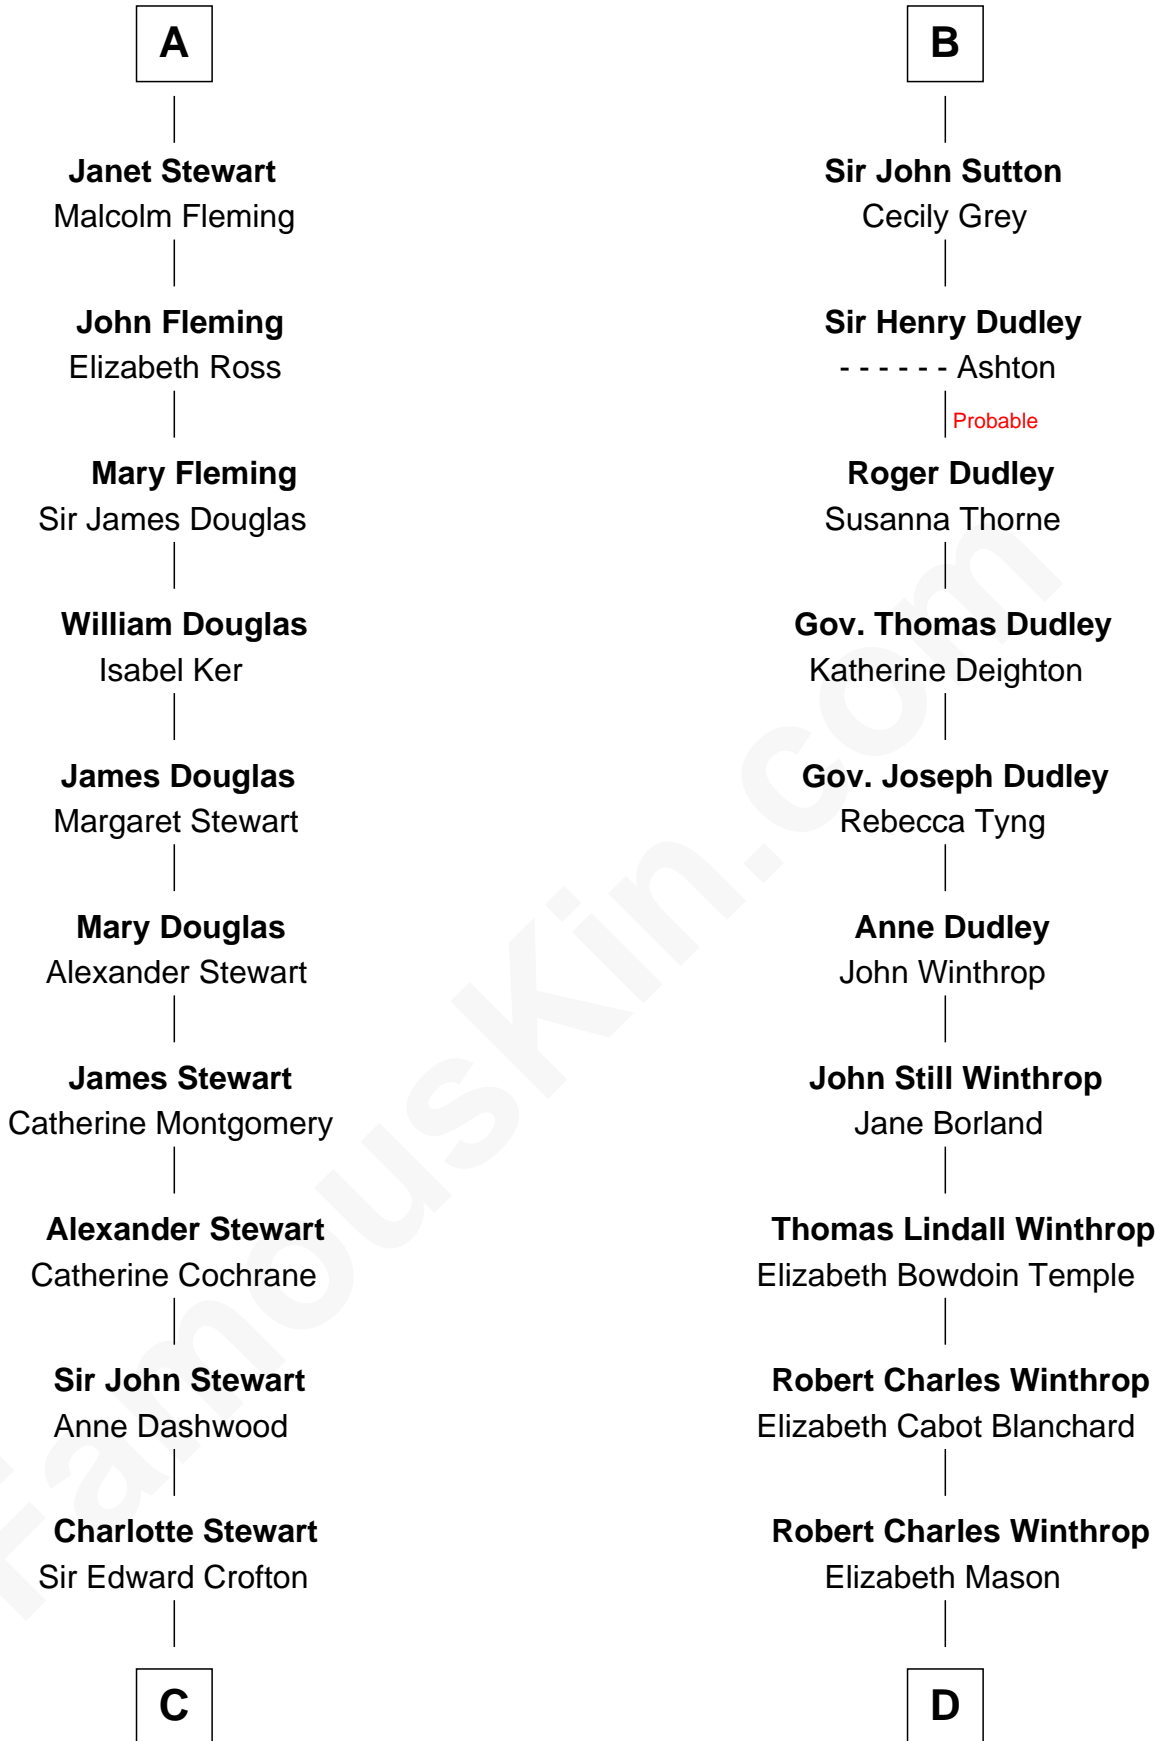 A
Janet Stewart
Malcolm Fleming
John Fleming
Elizabeth Ross
Mary Fleming
Sir James Douglas
William Douglas
Isabel Ker
James Douglas
Margaret Stewart
Mary Douglas
Alexander Stewart
James Stewart
Catherine Montgomery
Alexander Stewart
Catherine Cochrane
Sir John Stewart
Anne Dashwood
Charlotte Stewart
Sir Edward Crofton
C
B
Sir John Sutton
Cecily Grey
Sir Henry Dudley
- - - - - - Ashton
Probable
Roger Dudley
Susanna Thorne
Gov. Thomas Dudley
Katherine Deighton
Gov. Joseph Dudley
Rebecca Tyng
Anne Dudley
John Winthrop
John Still Winthrop
Jane Borland
Thomas Lindall Winthrop
Elizabeth Bowdoin Temple
Robert Charles Winthrop
Elizabeth Cabot Blanchard
Robert Charles Winthrop
Elizabeth Mason
D
FamousKin.com